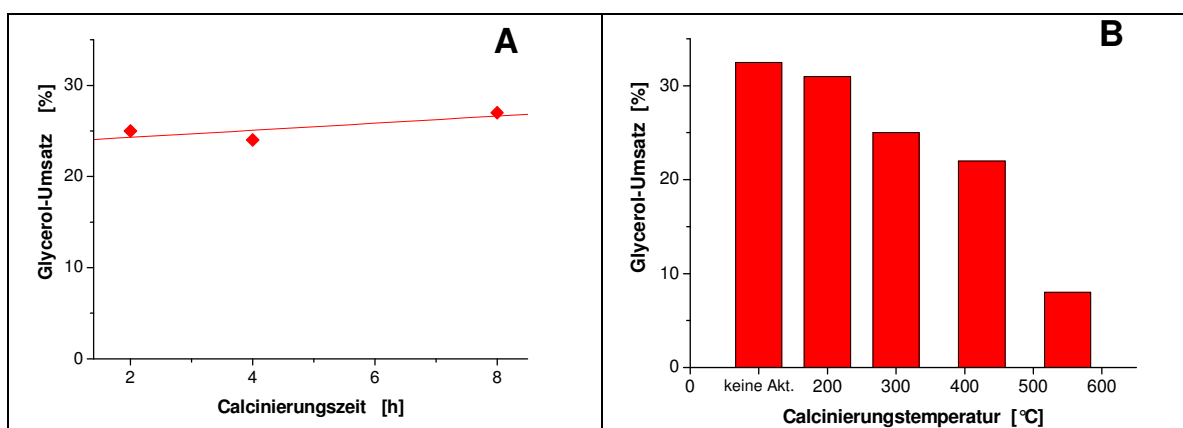 A
Glycerol-Umsatz [%]
30
20
10
0
2 4 6 8
Calcinierungszeit [h]
B
Glycerol-Umsatz [%]
30
20
10
0
0 keine Akt. 200 300 400 500 600
Calcinierungstemperatur [°C]